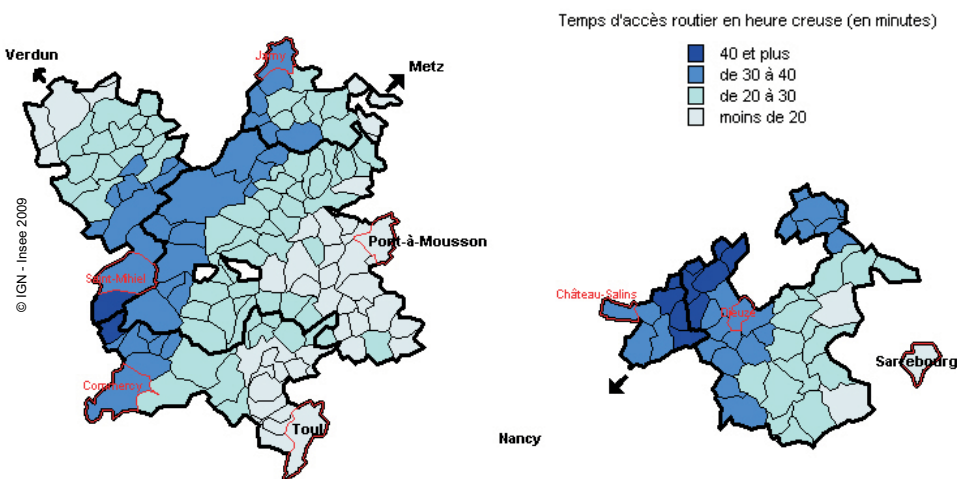 Temps d'accès routier en heure creuse (en minutes)
40 et plus
de 30 à 40
de 20 à 30
moins de 20
Verdun
Jarny
Metz
Pont-à-Mousson
Saint-Mihiel
Commercy
Toul
Nancy
Château-Salins
Dieuze
Sarrebourg
© IGN - Insee 2009